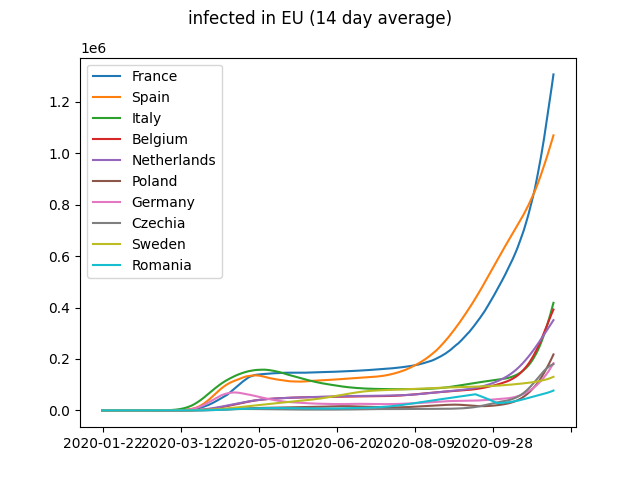 infected in EU (14 day average)
1e6
1.2
1.0
0.8
0.6
0.4
0.2
0.0
France
Spain
Italy
Belgium
Netherlands
Poland
Germany
Czechia
Sweden
Romania
2020-01-22 2020-03-12 2020-05-01 2020-06-20 2020-08-09 2020-09-28